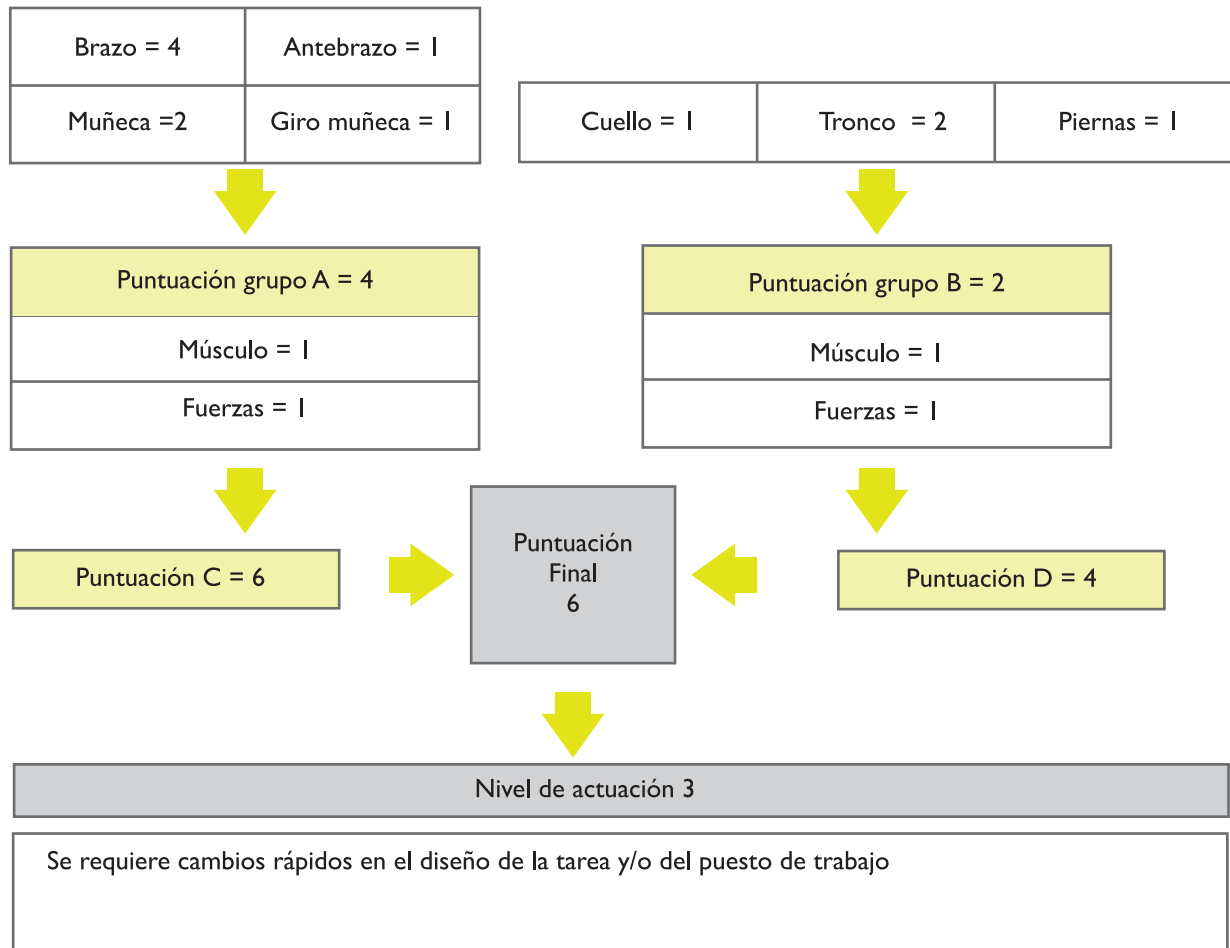 Brazo = 4
Antebrazo = 1
Muñeca =2
Giro muñeca = 1
Cuello = 1
Tronco = 2
Piernas = 1
Puntuación grupo A = 4
Músculo = 1
Fuerzas = 1
Puntuación grupo B = 2
Músculo = 1
Fuerzas = 1
Puntuación C = 6
Puntuación
Final
6
Puntuación D = 4
Nivel de actuación 3
Se requiere cambios rápidos en el diseño de la tarea y/o del puesto de trabajo